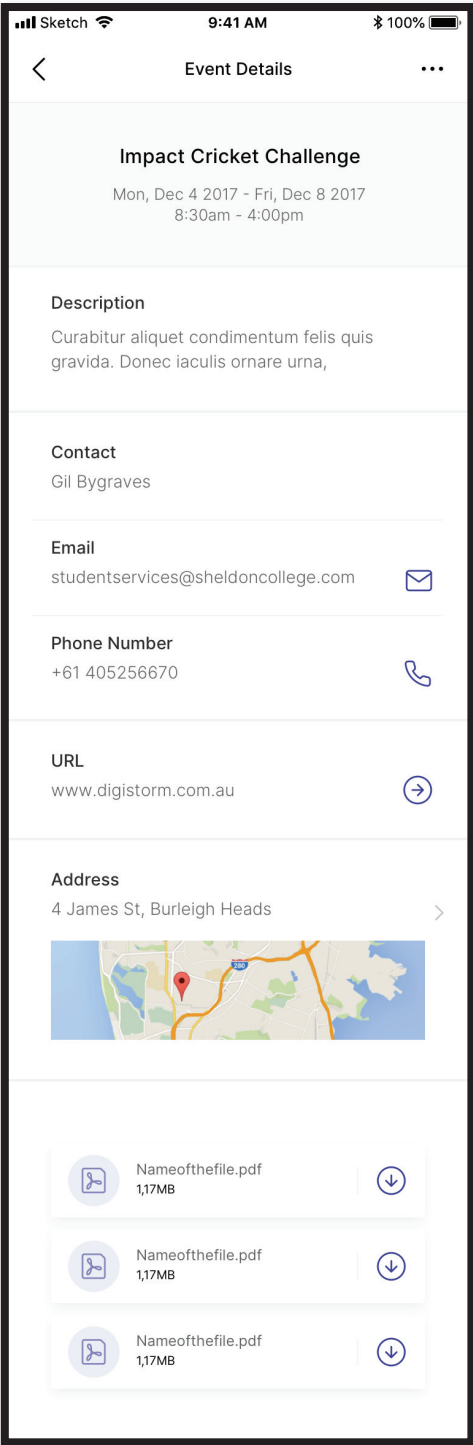 Sketch
9:41 AM
100%
Event Details
Impact Cricket Challenge
Mon, Dec 4 2017 - Fri, Dec 8 2017
8:30am - 4:00pm
Description
Curabitur aliquet condimentum felis quis
gravida. Donec iaculis ornare urna,
Contact
Gil Bygraves
Email
studentservices@sheldoncollege.com
Phone Number
+61 405256670
URL
www.digistorm.com.au
Address
4 James St, Burleigh Heads
280
Nameofthefile.pdf
1,17MB
Nameofthefile.pdf
1,17MB
Nameofthefile.pdf
1,17MB